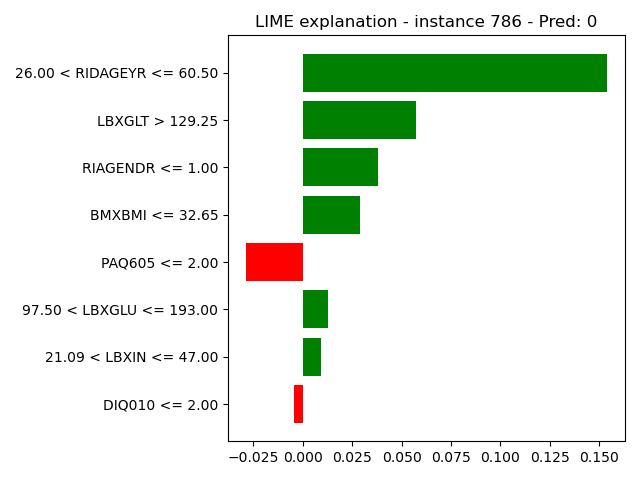 LIME explanation - instance 786 - Pred: 0
26.00 < RIDAGEYR <= 60.50
LBXGLT > 129.25
RIAGENDR <= 1.00
BMXBMI <= 32.65
PAQ605 <= 2.00
97.50 < LBXGLU <= 193.00
21.09 < LBXIN <= 47.00
DIQ010 <= 2.00
−0.025 0.000 0.025 0.050 0.075 0.100 0.125 0.150